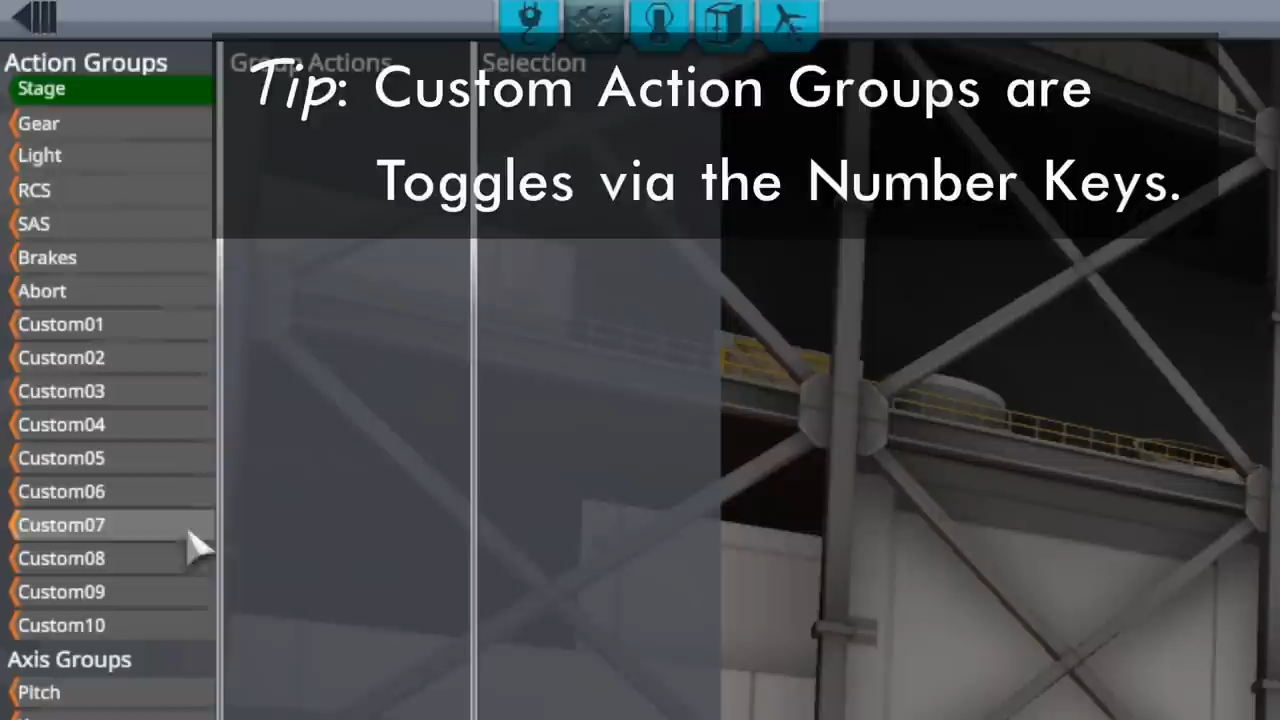 Action Groups
Group Actions
Selection
Tip: Custom Action Groups are
Toggles via the Number Keys.
Stage
Gear
Light
RCS
SAS
Brakes
Abort
Custom01
Custom02
Custom03
Custom04
Custom05
Custom06
Custom07
Custom08
Custom09
Custom10
Axis Groups
Pitch